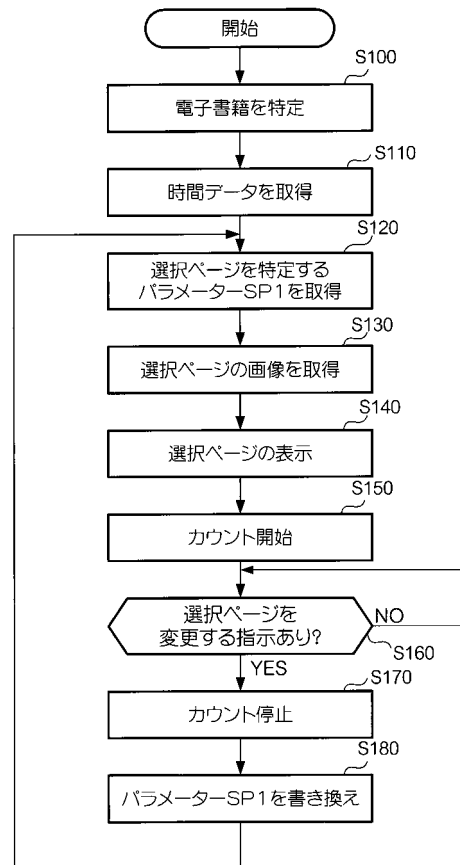 開始
S100
電子書籍を特定
S110
時間データを取得
S120
選択ページを特定する
パラメーターSP1を取得
S130
選択ページの画像を取得
S140
選択ページの表示
S150
カウント開始
選択ページを
変更する指示あり?
NO
S160
YES
S170
カウント停止
S180
パラメーターSP1を書き換え